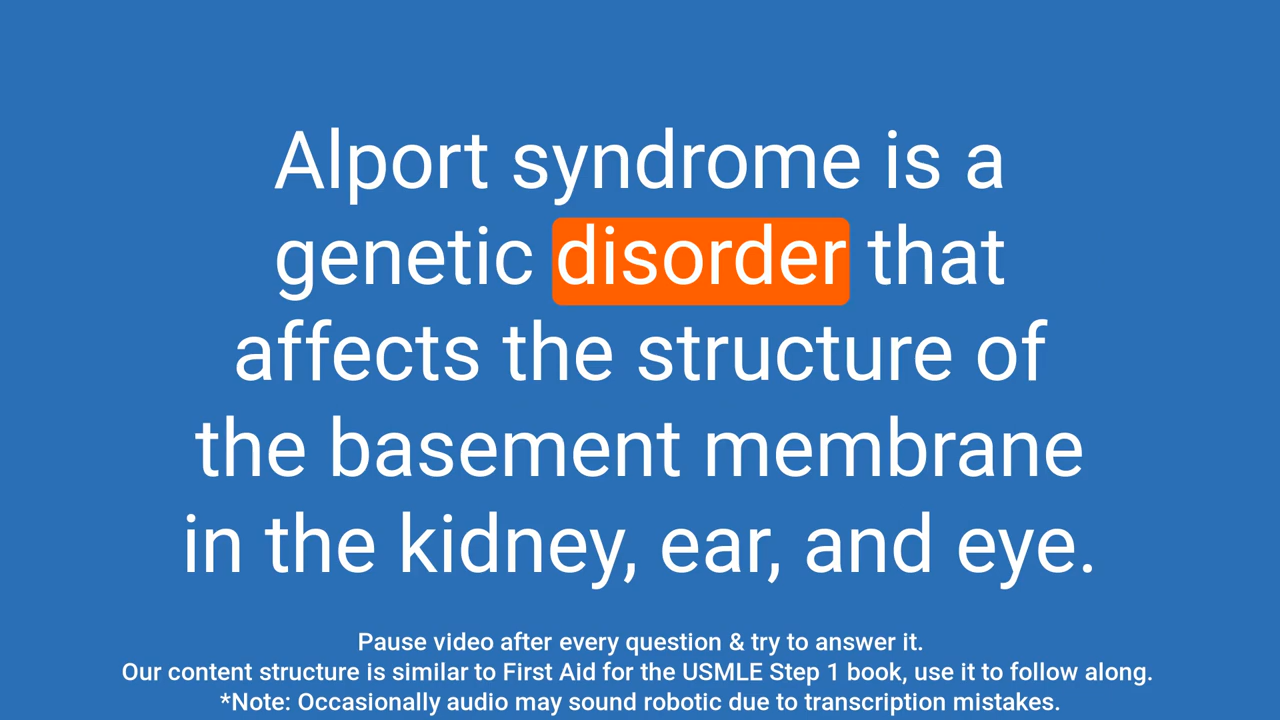 Alport syndrome is a
genetic disorder that
affects the structure of
the basement membrane
in the kidney, ear, and eye.
Pause video after every question & try to answer it.
Our content structure is similar to First Aid for the USMLE Step 1 book, use it to follow along.
*Note: Occasionally audio may sound robotic due to transcription mistakes.